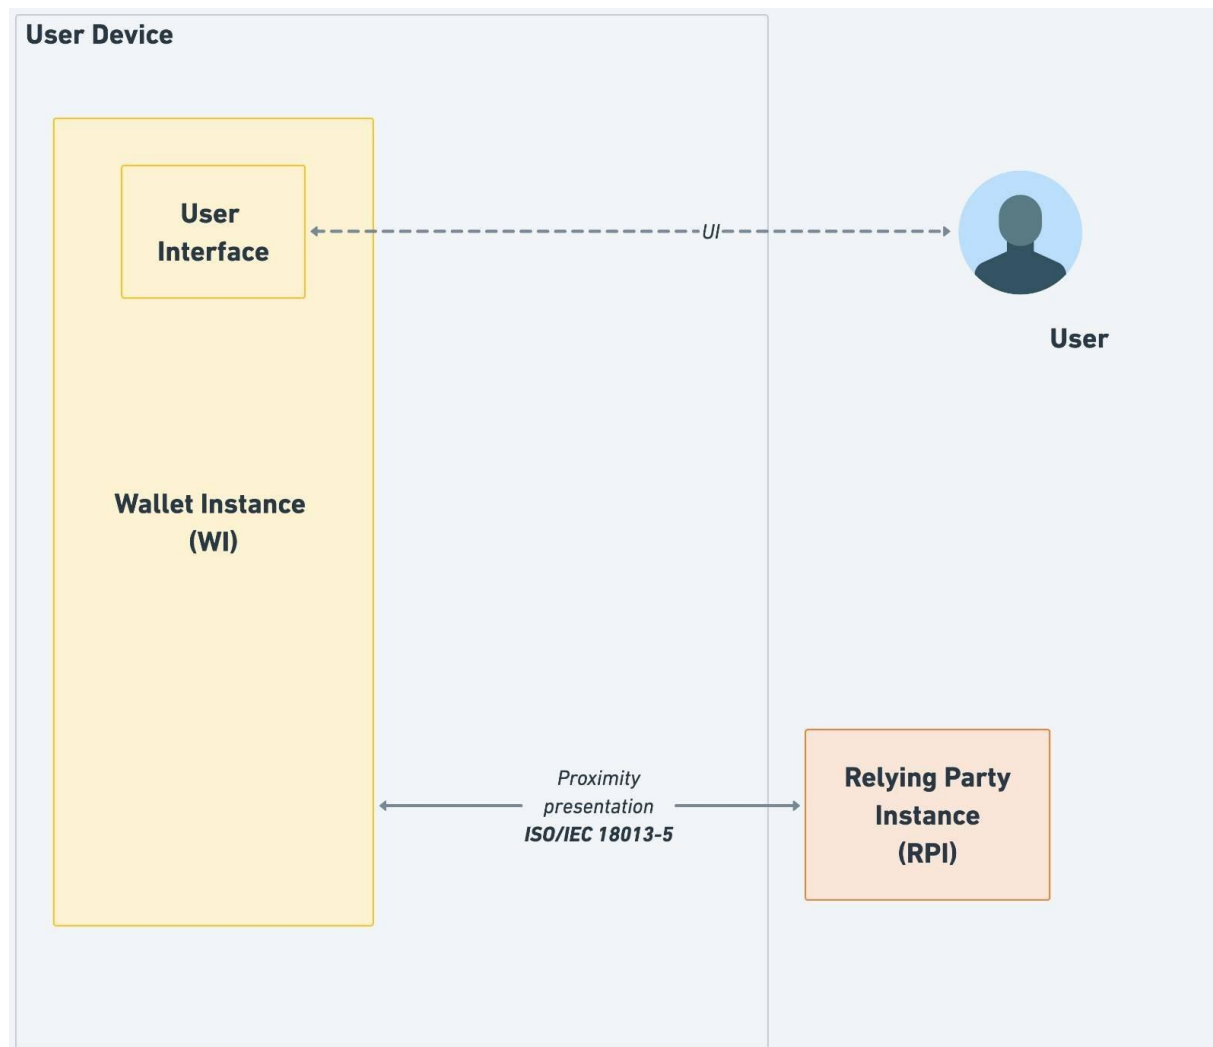 User Device
User
Interface
UI
User
Wallet Instance
(WI)
Proximity
presentation
ISO/IEC 18013-5
Relying Party
Instance
(RPI)